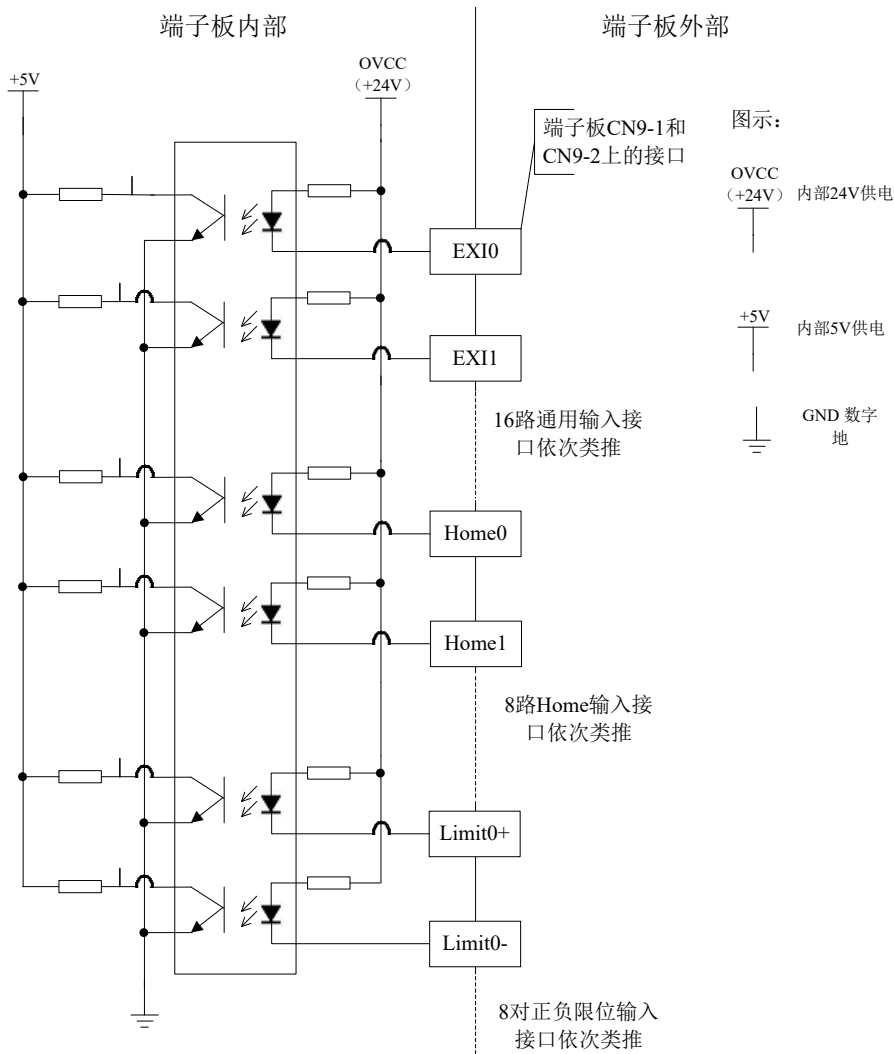 端子板内部
端子板外部
+5V
OVCC
（+24V）
端子板CN9-1和
CN9-2上的接口
图示：
OVCC
（+24V）
内部24V供电
EXI0
+5V
内部5V供电
EXI1
16路通用输入接
口依次类推
GND 数字
地
Home0
Home1
8路Home输入接
口依次类推
Limit0+
Limit0-
8对正负限位输入
接口依次类推